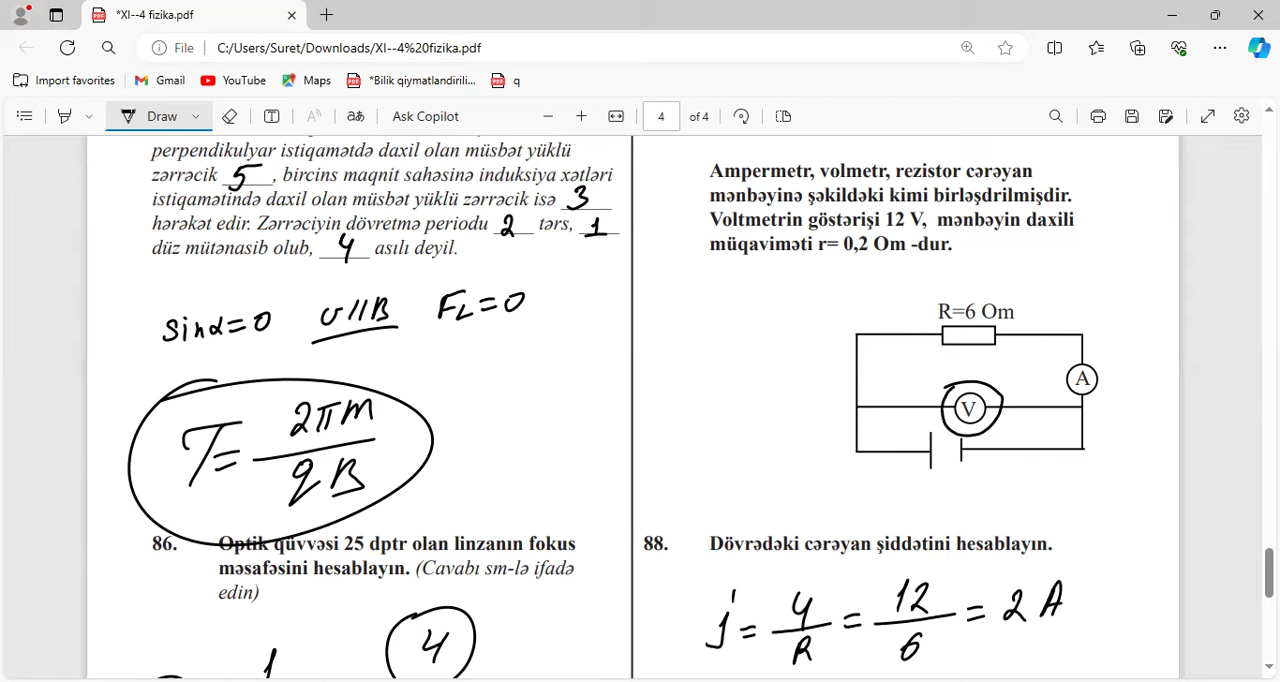 *XI--4 fizika.pdf
File C:/Users/Suret/Downloads/XI--4%20fizika.pdf
Import favorites Gmail YouTube Maps *Bilik qiymatlandirili... q
Draw Ask Copilot 4 of 4
perpendikulyar istiqamətdə daxil olan müsbət yüklü
zərrəcik 5, bircins maqnit sahəsinə induksiya xətləri
istiqamətində daxil olan müsbət yüklü zərrəcik isə 3
hərəkət edir. Zərrəciyin dövretmə periodu 2 tərs, 1
düz mütənasib olub, 4 asılı deyil.
sinα=0 υ//B F_L=0
T= 2πm / qB
86. Optik qüvvəsi 25 dptr olan linzanın fokus
məsafəsini hesablayın. (Cavabı sm-lə ifadə
edin)
1 4
Ampermetr, volmetr, rezistor cərəyan
mənbəyinə şəkildəki kimi birləşdrilmişdir.
Voltmetrin göstərişi 12 V, mənbəyin daxili
müqaviməti r= 0,2 Om -dur.
R=6 Om
A
V
88. Dövrədəki cərəyan şiddətini hesablayın.
j = U/R = 12/6 = 2 A